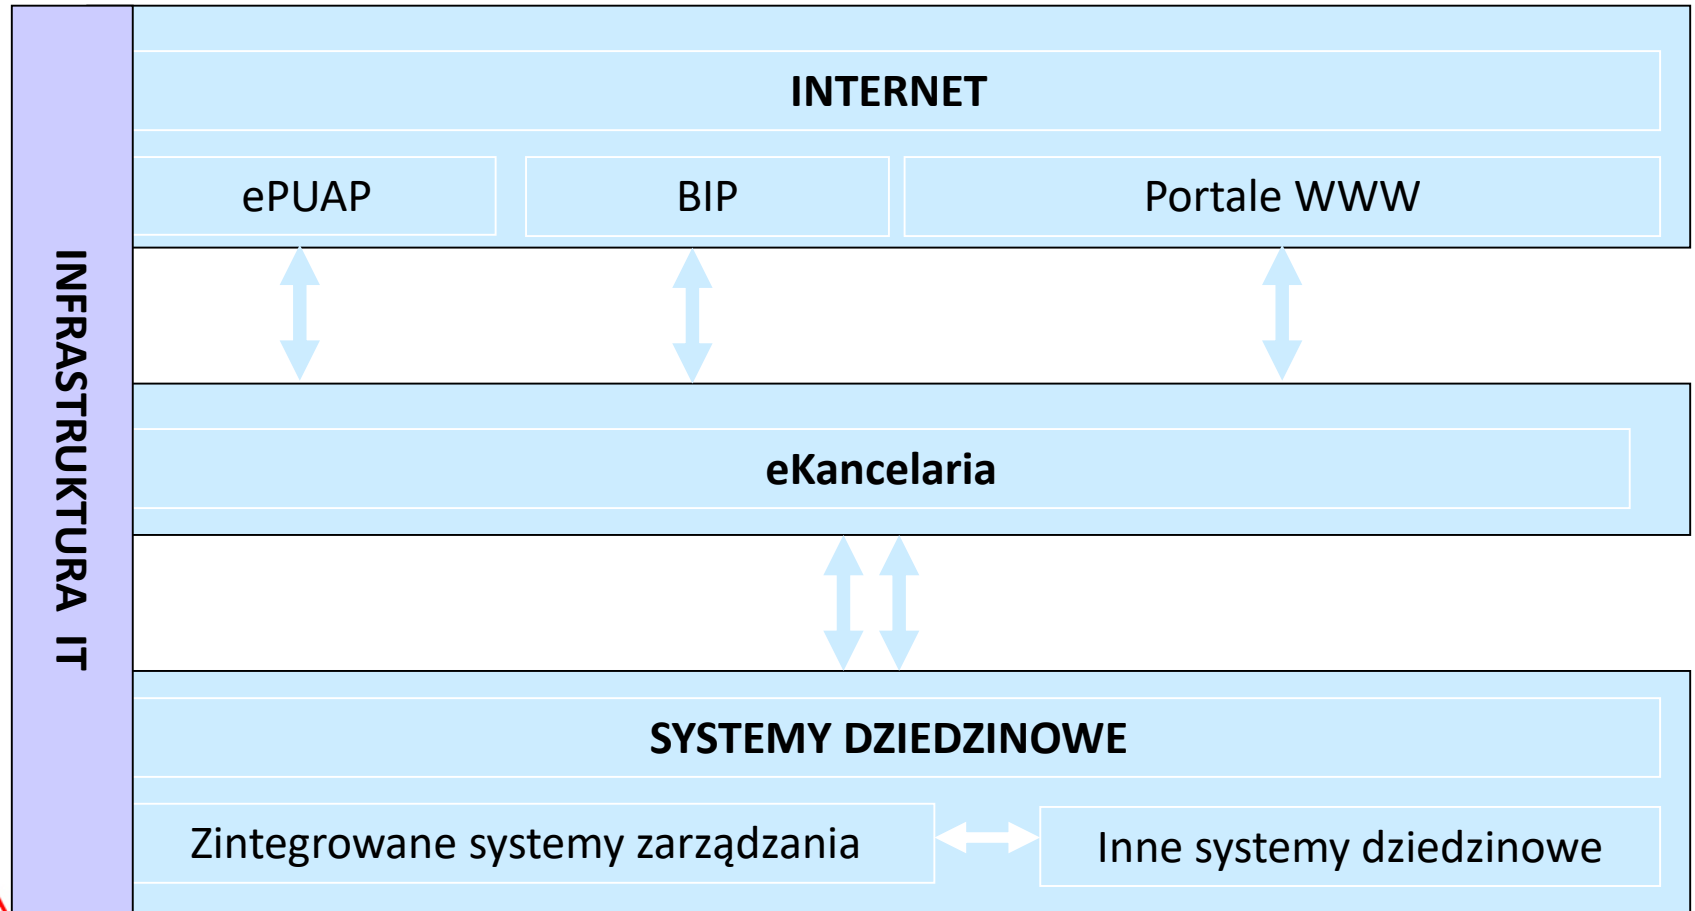 INFRASTRUKTURA IT
INTERNET
ePUAP
BIP
Portale WWW
eKancelaria
SYSTEMY DZIEDZINOWE
Zintegrowane systemy zarządzania
Inne systemy dziedzinowe